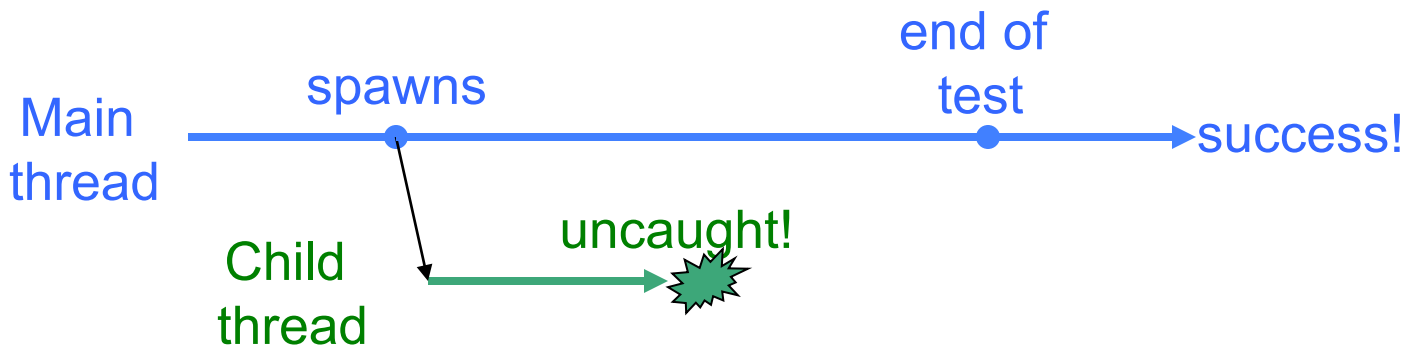 Main
thread
spawns
end of
test
success!
Child
thread
uncaught!